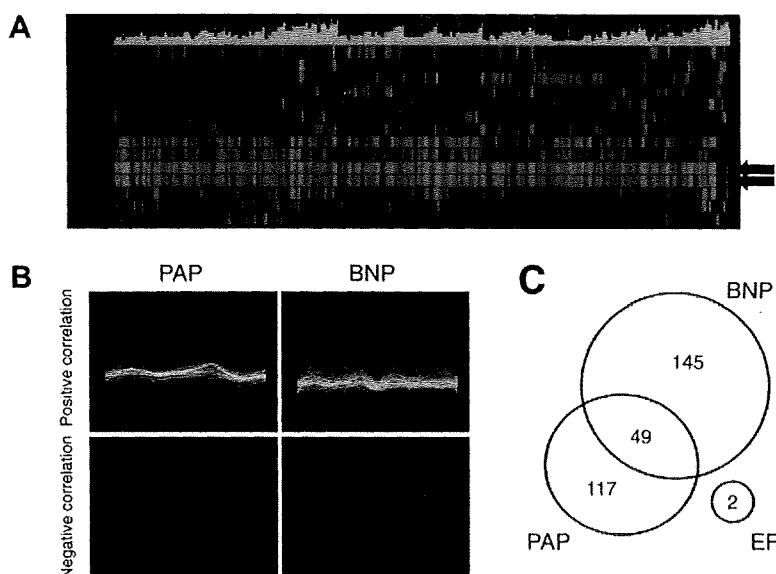 A
B
PAP
BNP
Positive correlation
Negative correlation
C
BNP
145
49
117
2
PAP
EF